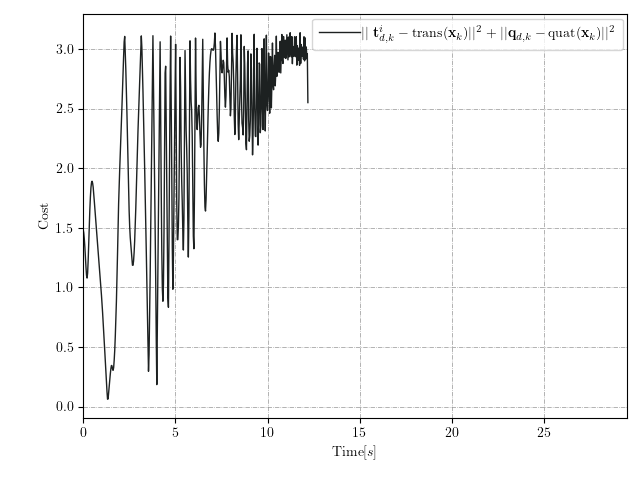 || t^i_{d,k} − trans(x_k)||² + ||q_{d,k} − quat(x_k)||²
3.0
2.5
2.0
1.5
1.0
0.5
0.0
Cost
0 5 10 15 20 25
Time[s]